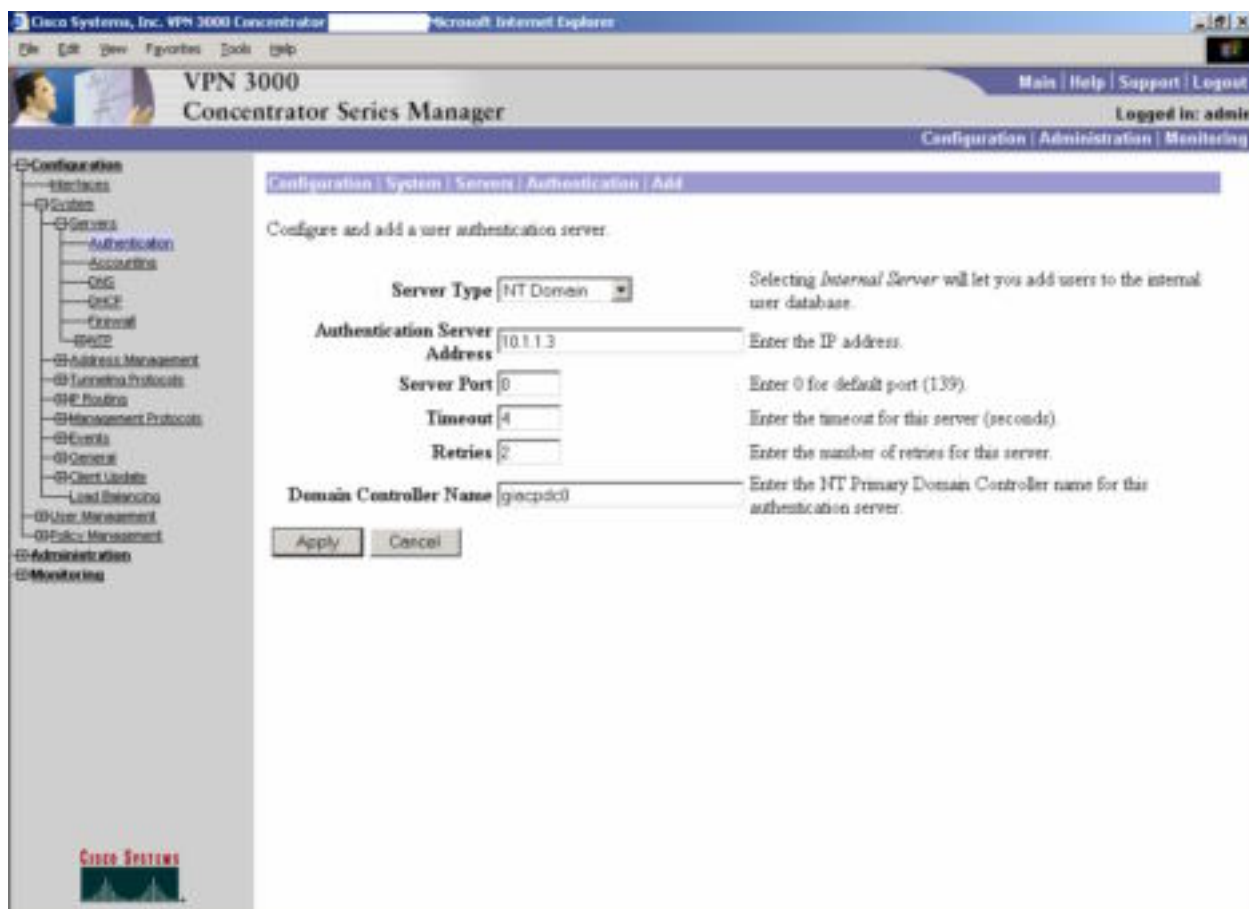 Cisco Systems, Inc. VPN 3000 Concentrator Microsoft Internet Explorer
File Edit View Favorites Tools Help
VPN 3000
Concentrator Series Manager
Main | Help | Support | Logout
Logged in: admin
Configuration | Administration | Monitoring
Configuration
Interfaces
System
Servers
Authentication
Accounting
DNS
DHCP
Firewall
NTP
Address Management
Tunneling Protocols
IP Routing
Management Protocols
Events
General
Client Update
Load Balancing
User Management
Policy Management
Administration
Monitoring
Configuration | System | Servers | Authentication | Add
Configure and add a user authentication server.
Server Type NT Domain Selecting Internal Server will let you add users to the internal user database.
Authentication Server Address 10.1.1.3 Enter the IP address.
Server Port 0 Enter 0 for default port (139).
Timeout 4 Enter the timeout for this server (seconds).
Retries 2 Enter the number of retries for this server.
Domain Controller Name giacpdc0 Enter the NT Primary Domain Controller name for this authentication server.
Apply Cancel
CISCO SYSTEMS